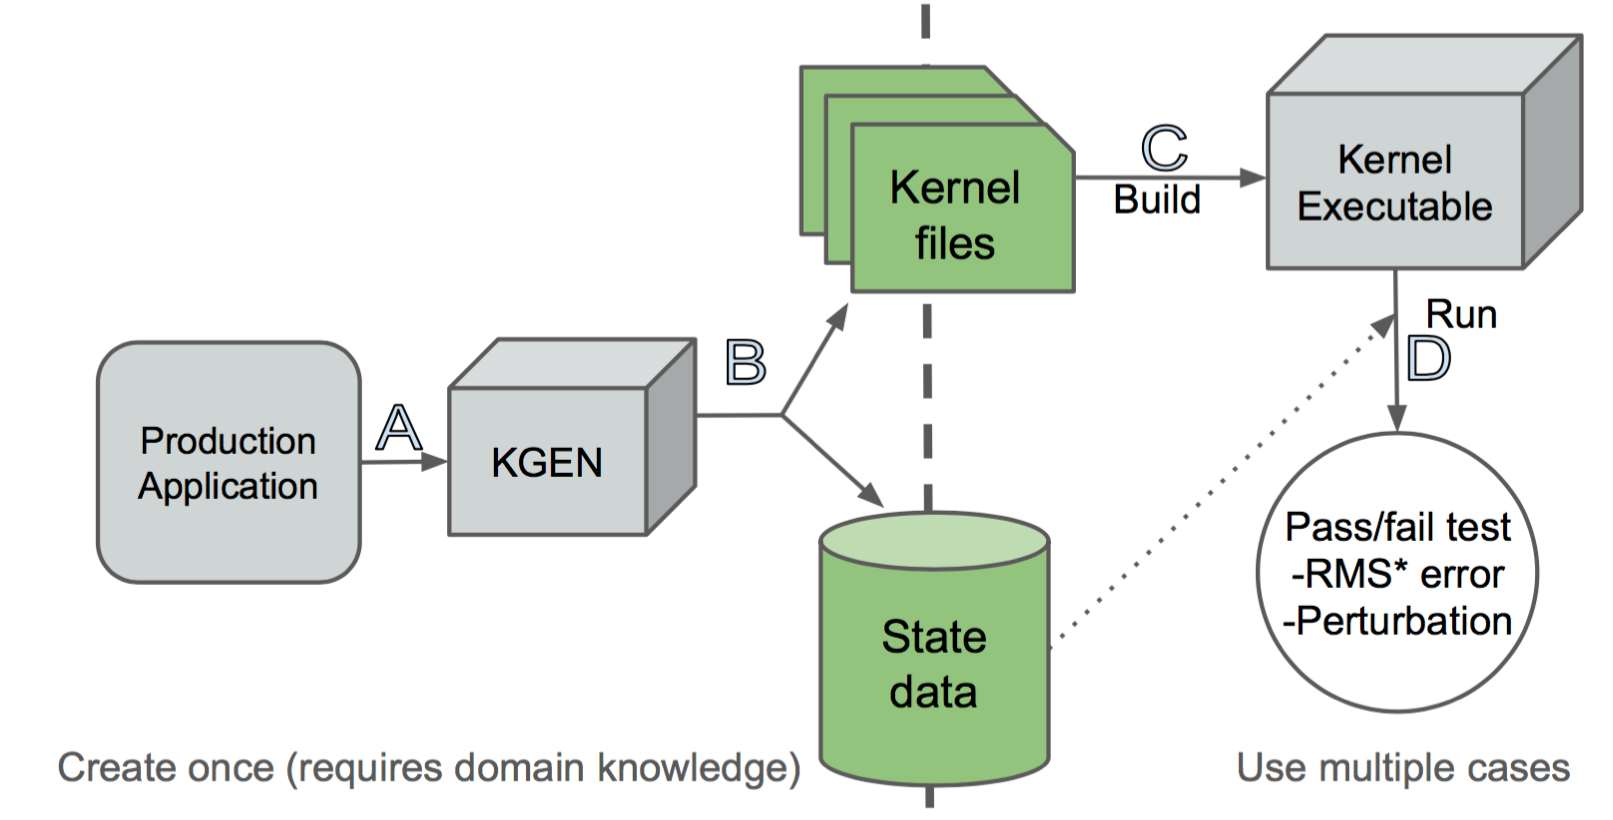 Production
Application
A
KGEN
B
Kernel
files
State
data
C
Build
Kernel
Executable
Run
D
Pass/fail test
-RMS* error
-Perturbation
Create once (requires domain knowledge)
Use multiple cases